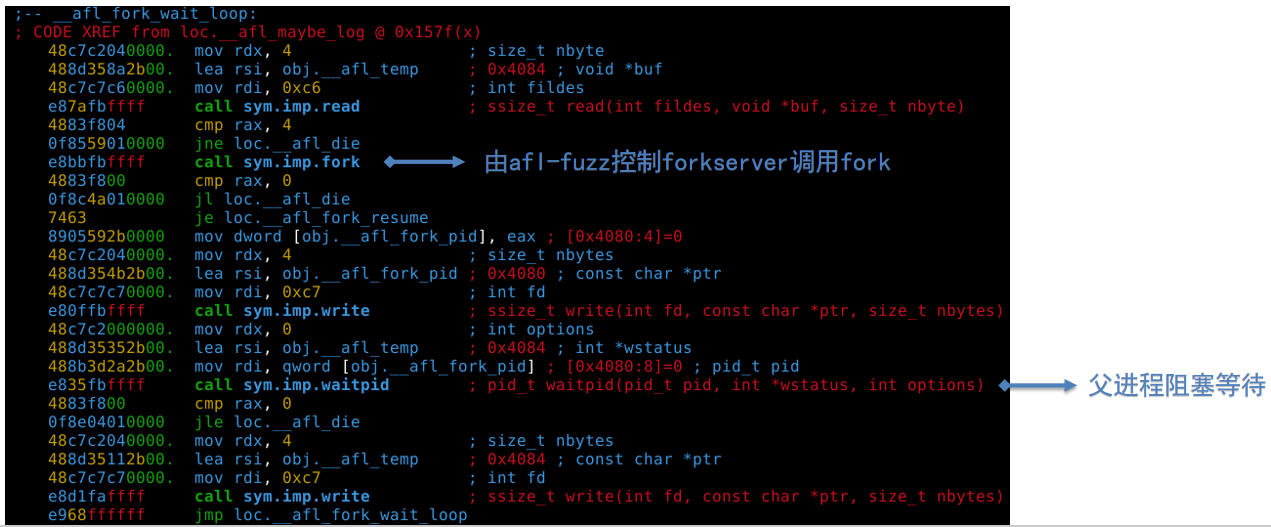 ;-- __afl_fork_wait_loop:
; CODE XREF from loc.__afl_maybe_log @ 0x157f(x)
48c7c2040000. mov rdx, 4 ; size_t nbyte
488d358a2b00. lea rsi, obj.__afl_temp ; 0x4084 ; void *buf
48c7c7c60000. mov rdi, 0xc6 ; int fildes
e87afbffff call sym.imp.read ; ssize_t read(int fildes, void *buf, size_t nbyte)
4883f804 cmp rax, 4
0f8559010000 jne loc.__afl_die
e8bbfbffff call sym.imp.fork 由afl-fuzz控制forkserver调用fork
4883f800 cmp rax, 0
0f8c4a010000 jl loc.__afl_die
7463 je loc.__afl_fork_resume
8905592b0000 mov dword [obj.__afl_fork_pid], eax ; [0x4080:4]=0
48c7c2040000. mov rdx, 4 ; size_t nbytes
488d354b2b00. lea rsi, obj.__afl_fork_pid ; 0x4080 ; const char *ptr
48c7c7c70000. mov rdi, 0xc7 ; int fd
e80ffbffff call sym.imp.write ; ssize_t write(int fd, const char *ptr, size_t nbytes)
48c7c2000000. mov rdx, 0 ; int options
488d35352b00. lea rsi, obj.__afl_temp ; 0x4084 ; int *wstatus
488b3d2a2b00. mov rdi, qword [obj.__afl_fork_pid] ; [0x4080:8]=0 ; pid_t pid
e835fbffff call sym.imp.waitpid ; pid_t waitpid(pid_t pid, int *wstatus, int options) 父进程阻塞等待
4883f800 cmp rax, 0
0f8e04010000 jle loc.__afl_die
48c7c2040000. mov rdx, 4 ; size_t nbytes
488d35112b00. lea rsi, obj.__afl_temp ; 0x4084 ; const char *ptr
48c7c7c70000. mov rdi, 0xc7 ; int fd
e8d1faffff call sym.imp.write ; ssize_t write(int fd, const char *ptr, size_t nbytes)
e968ffffff jmp loc.__afl_fork_wait_loop